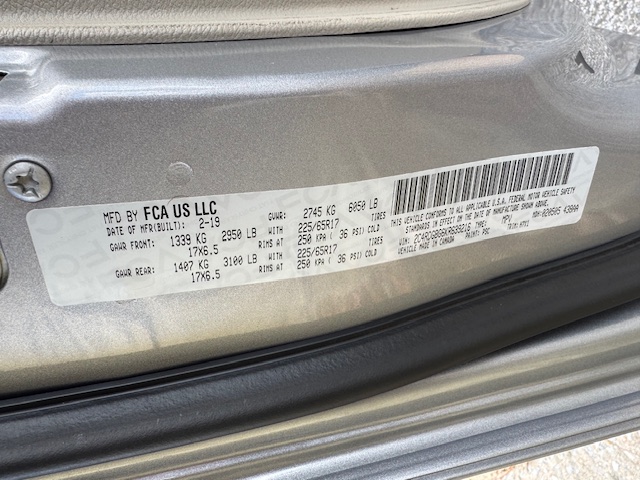 MFD BY FCA US LLC
DATE OF MFR(BUILT): 2-19
GVWR: 2745 KG 6050 LB
GAWR FRONT: 1339 KG 2950 LB WITH 225/65R17 TIRES
17X6.5 RIMS AT 250 KPA ( 36 PSI) COLD
GAWR REAR: 1407 KG 3100 LB WITH 225/65R17 TIRES
17X6.5 RIMS AT 250 KPA ( 36 PSI) COLD
THIS VEHICLE CONFORMS TO ALL APPLICABLE U.S.A. FEDERAL MOTOR VEHICLE SAFETY
STANDARDS IN EFFECT ON THE DATE OF MANUFACTURE SHOWN ABOVE
TYPE: MPV
MADE IN CANADA PAINT: